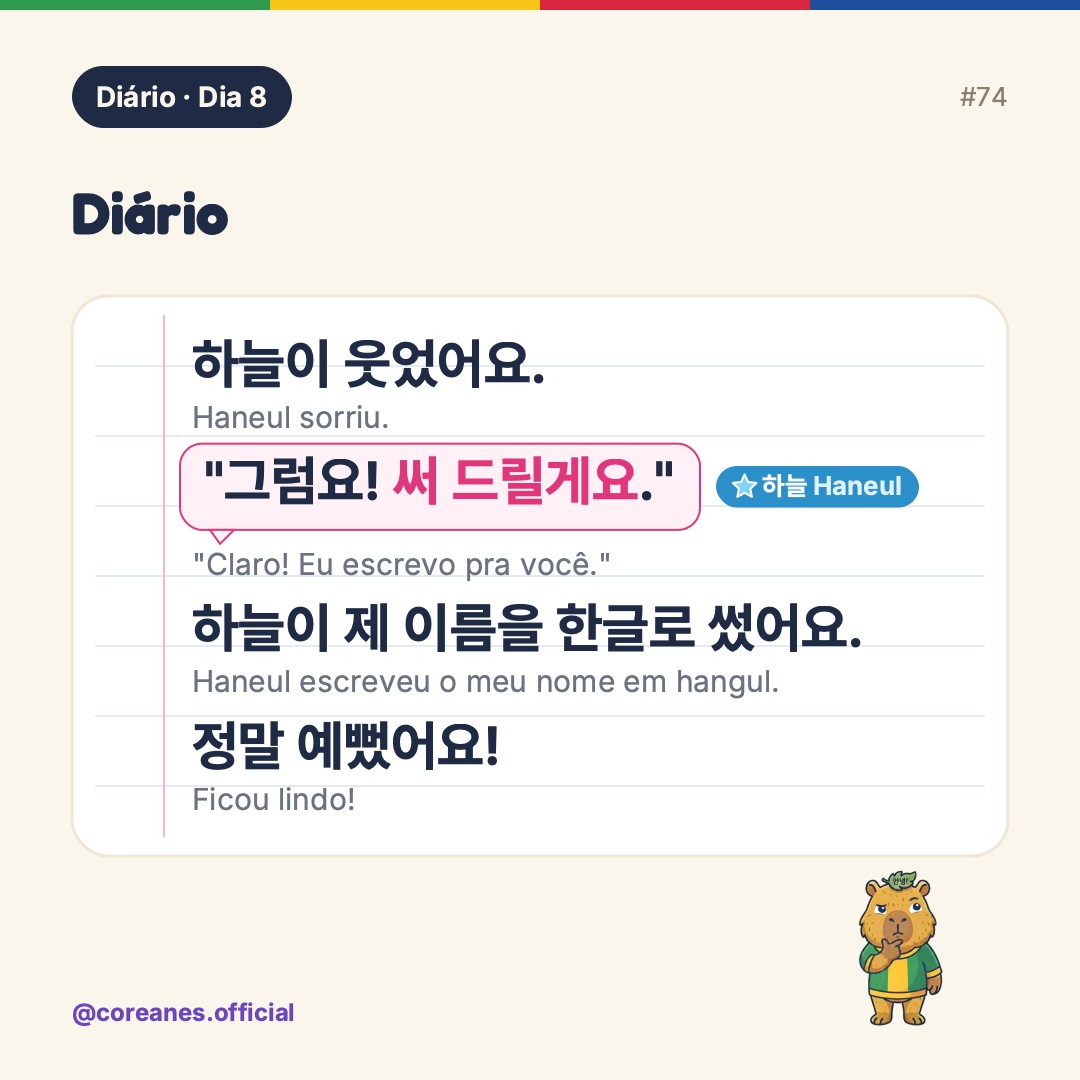 Diário · Dia 8
#74
Diário
하늘이 웃었어요.
Haneul sorriu.
"그럼요! 써 드릴게요."
하늘 Haneul
"Claro! Eu escrevo pra você."
하늘이 제 이름을 한글로 썼어요.
Haneul escreveu o meu nome em hangul.
정말 예뻤어요!
Ficou lindo!
안녕!
@coreanes.official